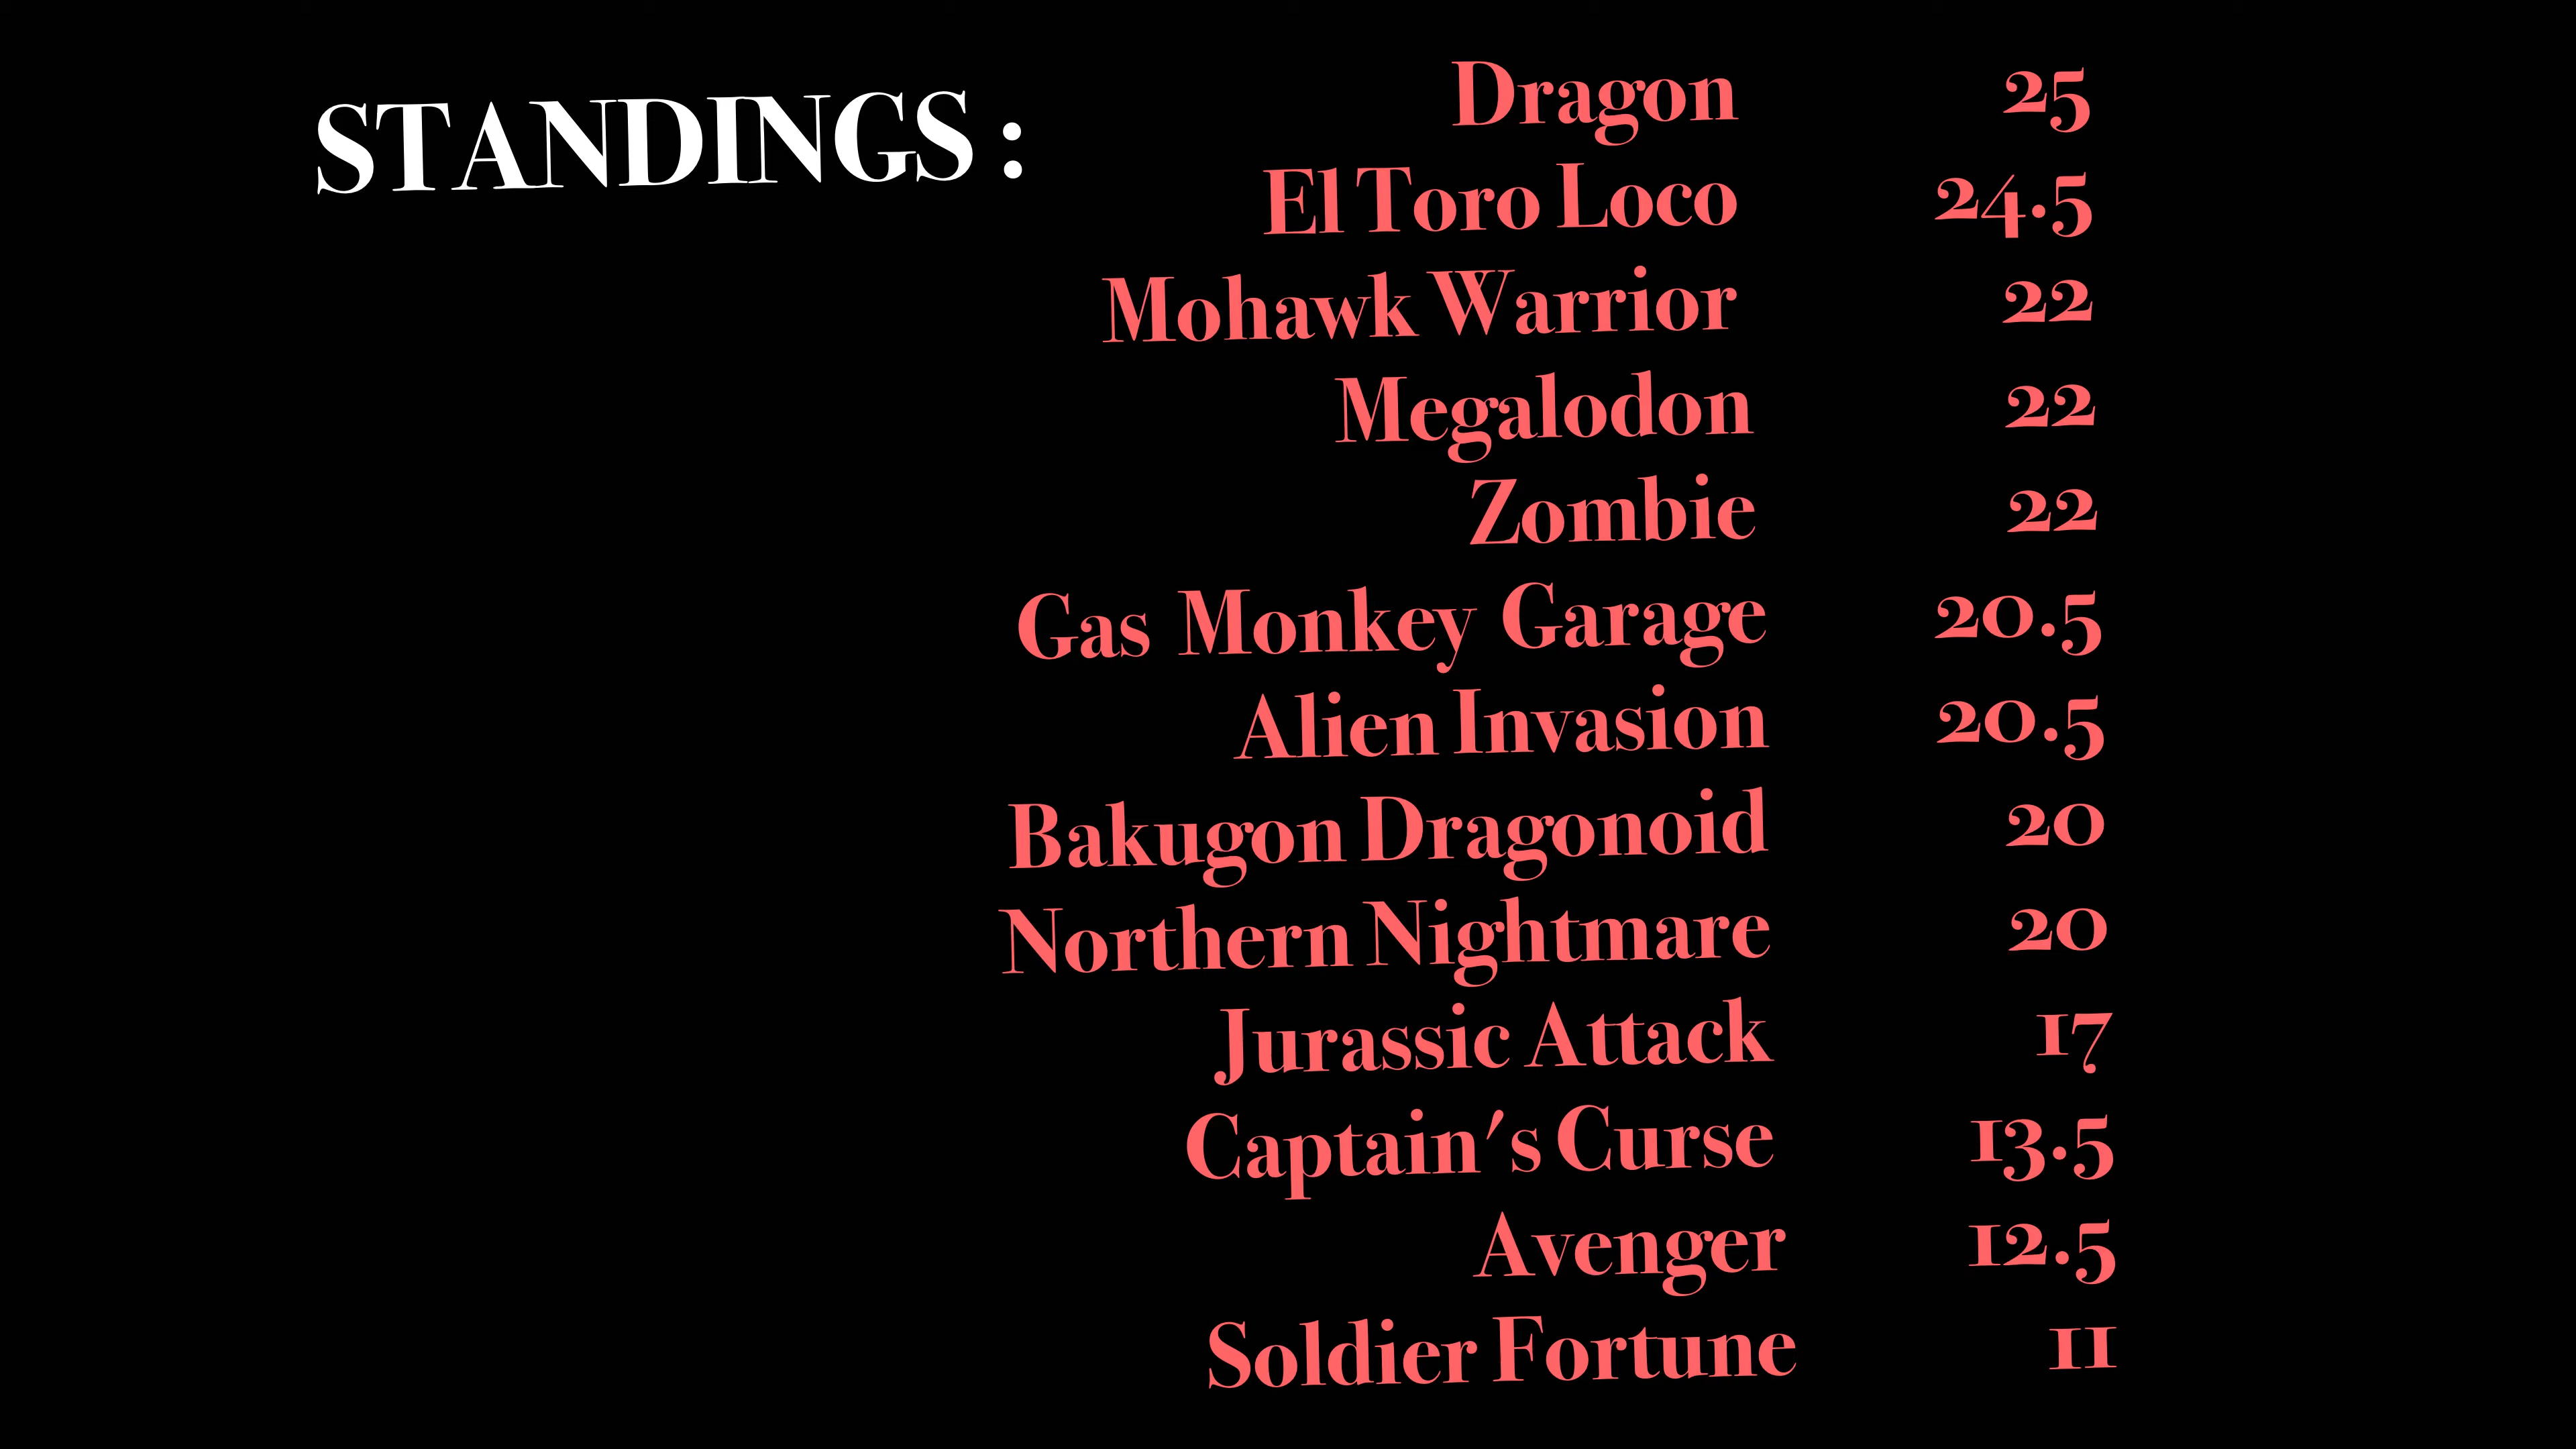 STANDINGS :
Dragon 25
El Toro Loco 24.5
Mohawk Warrior 22
Megalodon 22
Zombie 22
Gas Monkey Garage 20.5
Alien Invasion 20.5
Bakugon Dragonoid 20
Northern Nightmare 20
Jurassic Attack 17
Captain's Curse 13.5
Avenger 12.5
Soldier Fortune 11